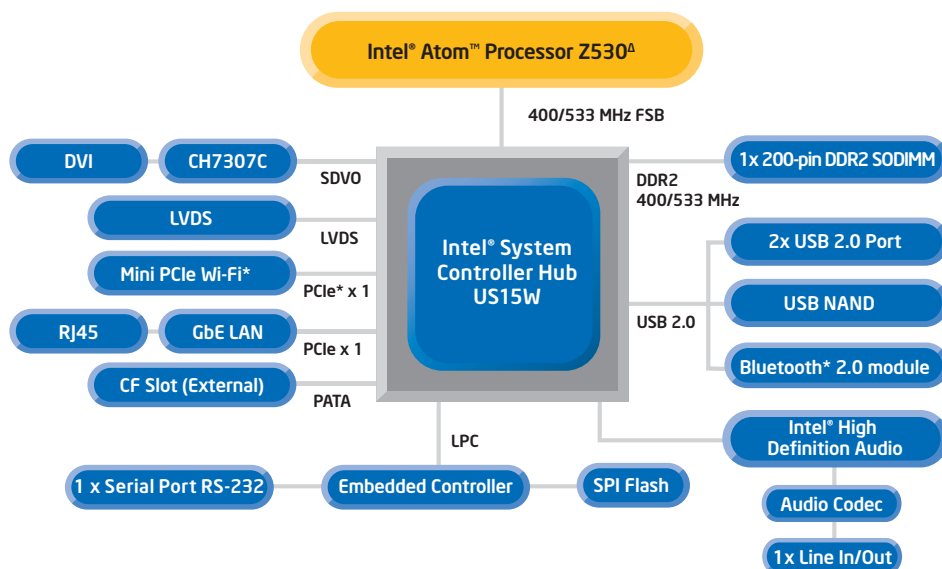 Intel® Atom™ Processor Z530Δ
400/533 MHz FSB
DVI
CH7307C
SDVO
1x 200-pin DDR2 SODIMM
DDR2
400/533 MHz
LVDS
LVDS
Intel® System
Controller Hub
US15W
2x USB 2.0 Port
Mini PCIe Wi-Fi*
PCIe* x 1
USB NAND
USB 2.0
RJ45
GbE LAN
PCIe x 1
Bluetooth* 2.0 module
CF Slot (External)
PATA
Intel® High
Definition Audio
LPC
1 x Serial Port RS-232
Embedded Controller
SPI Flash
Audio Codec
1x Line In/Out